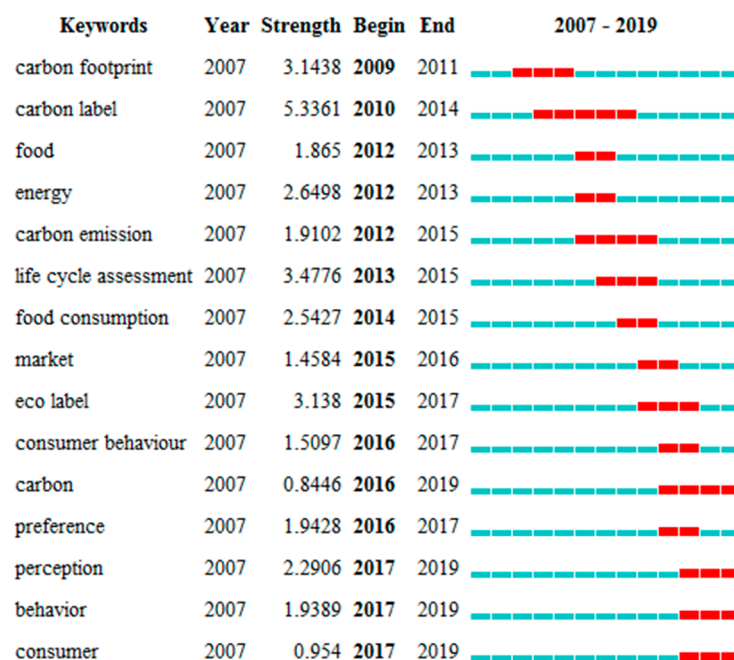 Keywords Year Strength Begin End 2007 - 2019
carbon footprint 2007 3.1438 2009 2011
carbon label 2007 5.3361 2010 2014
food 2007 1.865 2012 2013
energy 2007 2.6498 2012 2013
carbon emission 2007 1.9102 2012 2015
life cycle assessment 2007 3.4776 2013 2015
food consumption 2007 2.5427 2014 2015
market 2007 1.4584 2015 2016
eco label 2007 3.138 2015 2017
consumer behaviour 2007 1.5097 2016 2017
carbon 2007 0.8446 2016 2019
preference 2007 1.9428 2016 2017
perception 2007 2.2906 2017 2019
behavior 2007 1.9389 2017 2019
consumer 2007 0.954 2017 2019